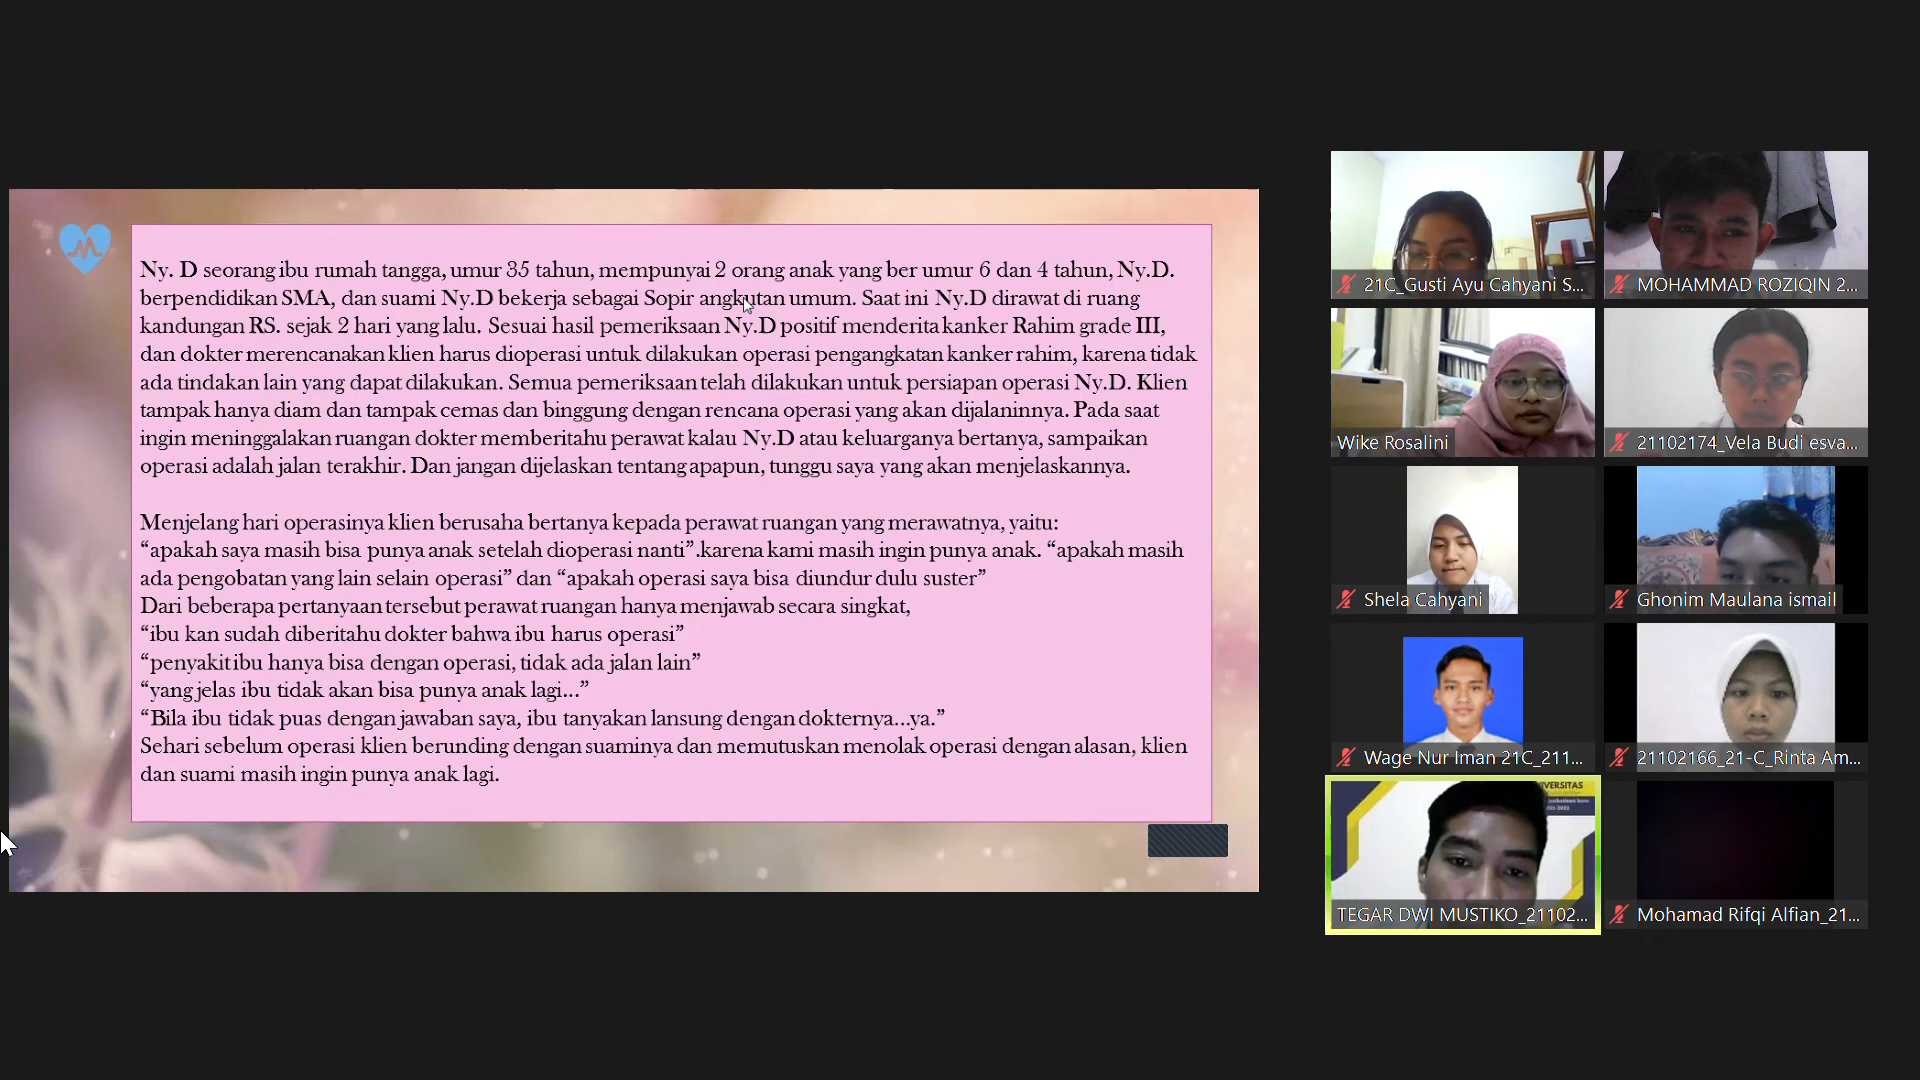 Ny. D seorang ibu rumah tangga, umur 35 tahun, mempunyai 2 orang anak yang ber umur 6 dan 4 tahun, Ny.D.
berpendidikan SMA, dan suami Ny.D bekerja sebagai Sopir angkutan umum. Saat ini Ny.D dirawat di ruang
kandungan RS. sejak 2 hari yang lalu. Sesuai hasil pemeriksaan Ny.D positif menderita kanker Rahim grade III,
dan dokter merencanakan klien harus dioperasi untuk dilakukan operasi pengangkatan kanker rahim, karena tidak
ada tindakan lain yang dapat dilakukan. Semua pemeriksaan telah dilakukan untuk persiapan operasi Ny.D. Klien
tampak hanya diam dan tampak cemas dan binggung dengan rencana operasi yang akan dijalaninnya. Pada saat
ingin meninggalakan ruangan dokter memberitahu perawat kalau Ny.D atau keluarganya bertanya, sampaikan
operasi adalah jalan terakhir. Dan jangan dijelaskan tentang apapun, tunggu saya yang akan menjelaskannya.
Menjelang hari operasinya klien berusaha bertanya kepada perawat ruangan yang merawatnya, yaitu:
“apakah saya masih bisa punya anak setelah dioperasi nanti”.karena kami masih ingin punya anak. “apakah masih
ada pengobatan yang lain selain operasi” dan “apakah operasi saya bisa diundur dulu suster”
Dari beberapa pertanyaan tersebut perawat ruangan hanya menjawab secara singkat,
“ibu kan sudah diberitahu dokter bahwa ibu harus operasi”
“penyakit ibu hanya bisa dengan operasi, tidak ada jalan lain”
“yang jelas ibu tidak akan bisa punya anak lagi...”
“Bila ibu tidak puas dengan jawaban saya, ibu tanyakan lansung dengan dokternya...ya.”
Sehari sebelum operasi klien berunding dengan suaminya dan memutuskan menolak operasi dengan alasan, klien
dan suami masih ingin punya anak lagi.
21C_Gusti Ayu Cahyani S...
MOHAMMAD ROZIQIN 2...
Wike Rosalini
21102174_Vela Budi esva...
Shela Cahyani
Ghonim Maulana ismail
Wage Nur Iman 21C_211...
21102166_21-C_Rinta Am...
TEGAR DWI MUSTIKO_21102...
Mohamad Rifqi Alfian_21...